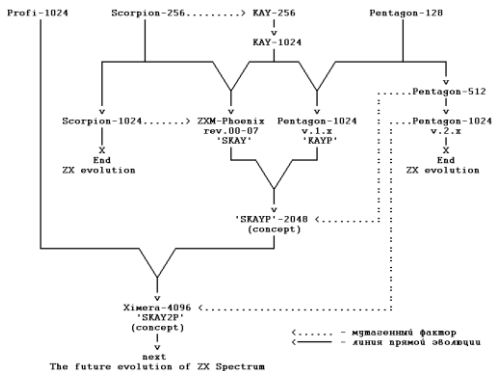 Profi-1024 Scorpion-256........> KAY-256 Pentagon-128
KAY-1024
Pentagon-512
Scorpion-1024.......> ZXM-Phoenix Pentagon-1024 Pentagon-1024
rev.00-07 v.1.x v.2.x
'SKAY' 'KAYP'
X X
End End
ZX evolution ZX evolution
'SKAYP'-2048
(concept)
Ximera-4096
'SKAY2P'
(concept)
<...... - мутагенный фактор
<────── - линия прямой эволюции
next
The future evolution of ZX Spectrum